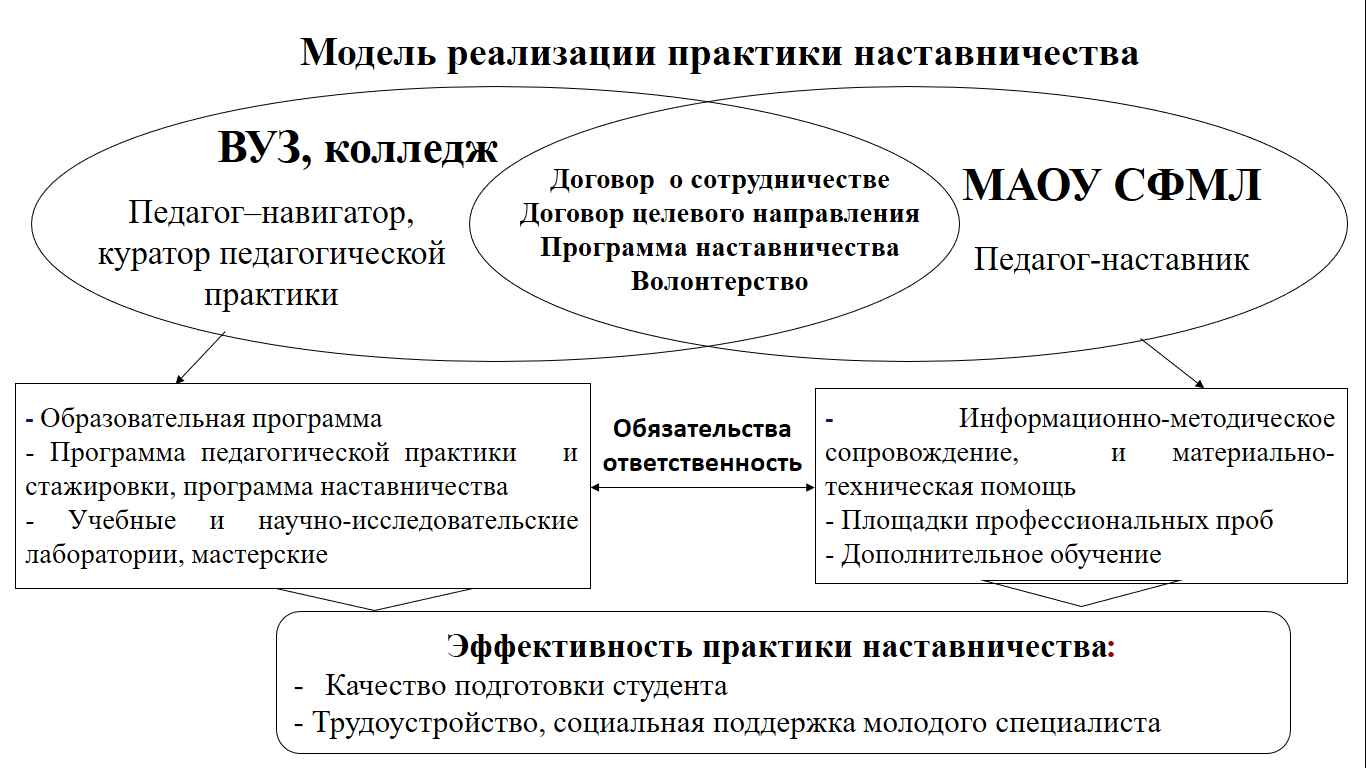 Модель реализации практики наставничества
ВУЗ, колледж
Педагог–навигатор,
куратор педагогической
практики
Договор о сотрудничестве
Договор целевого направления
Программа наставничества
Волонтерство
МАОУ СФМЛ
Педагог-наставник
- Образовательная программа
- Программа педагогической практики и
стажировки, программа наставничества
- Учебные и научно-исследовательские
лаборатории, мастерские
Обязательства
ответственность
- Информационно-методическое
сопровождение, и материально-
техническая помощь
- Площадки профессиональных проб
- Дополнительное обучение
Эффективность практики наставничества:
- Качество подготовки студента
- Трудоустройство, социальная поддержка молодого специалиста